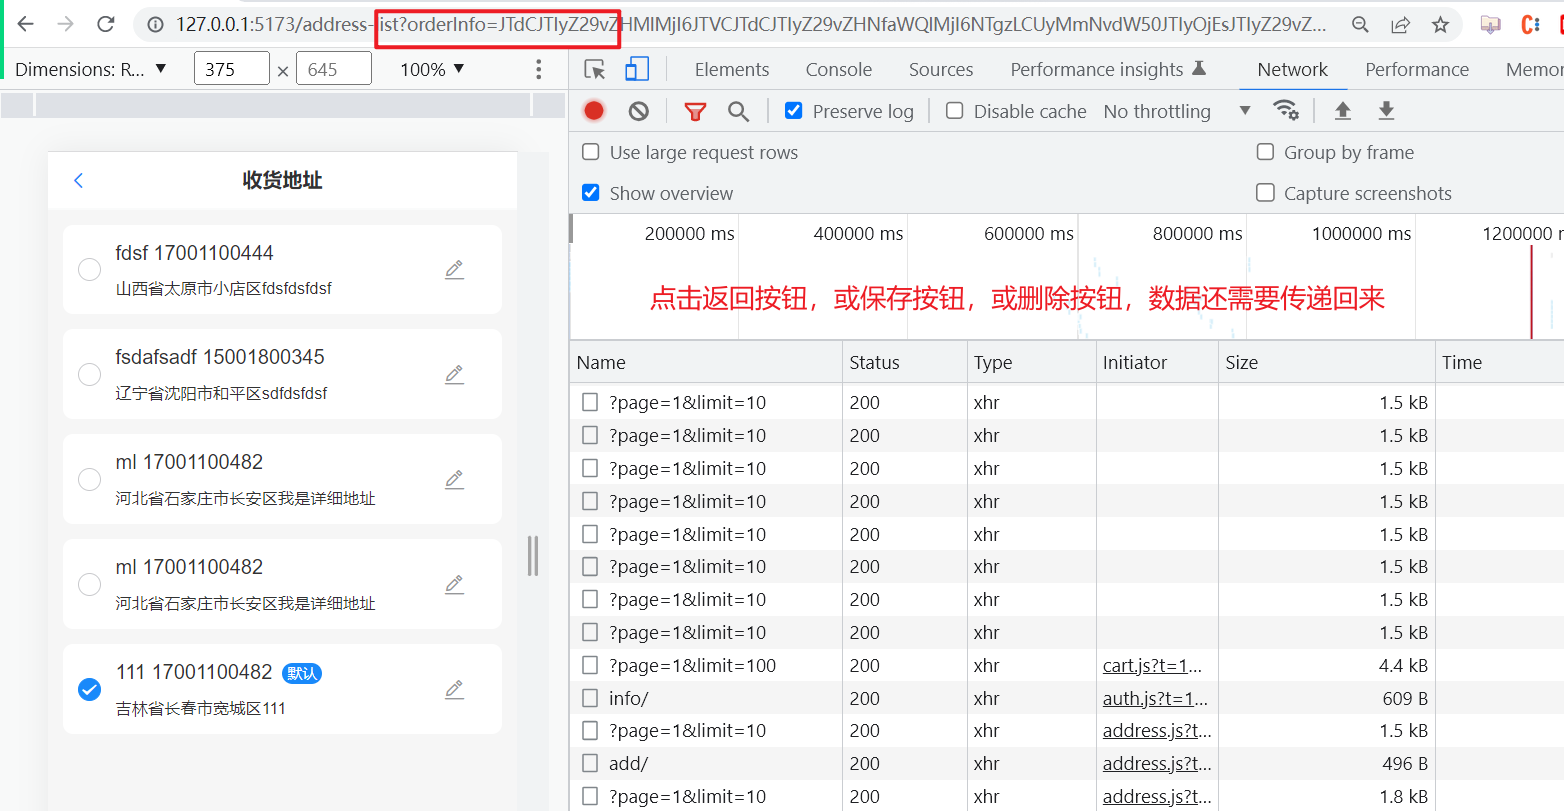 127.0.0.1:5173/address-list?orderInfo=JTdCJTIyZ29vZHMlMjI6JTVCJTdCJTIyZ29vZHNfaWQlMjI6NTgzLCUyMmNvdW50JTIyOjEsJTIyZ29vZ...
Dimensions: R... ▼ 375 × 645 100% ▼
Elements Console Sources Performance insights Network Performance Memor
Preserve log Disable cache No throttling ▼
Use large request rows Group by frame
Show overview Capture screenshots
200000 ms 400000 ms 600000 ms 800000 ms 1000000 ms 1200000 m
点击返回按钮，或保存按钮，或删除按钮，数据还需要传递回来
收货地址
fdsf 17001100444
山西省太原市小店区fdsfdsfdsf
fsdafsadf 15001800345
辽宁省沈阳市和平区sdfdsfdsf
ml 17001100482
河北省石家庄市长安区我是详细地址
ml 17001100482
河北省石家庄市长安区我是详细地址
111 17001100482 默认
吉林省长春市宽城区111
Name Status Type Initiator Size Time
?page=1&limit=10 200 xhr 1.5 kB
?page=1&limit=10 200 xhr 1.5 kB
?page=1&limit=10 200 xhr 1.5 kB
?page=1&limit=10 200 xhr 1.5 kB
?page=1&limit=10 200 xhr 1.5 kB
?page=1&limit=10 200 xhr 1.5 kB
?page=1&limit=10 200 xhr 1.5 kB
?page=1&limit=10 200 xhr 1.5 kB
?page=1&limit=100 200 xhr cart.js?t=1... 4.4 kB
info/ 200 xhr auth.js?t=1... 609 B
?page=1&limit=10 200 xhr address.js?t... 1.5 kB
add/ 200 xhr address.js?t... 496 B
?page=1&limit=10 200 xhr address.js?t... 1.8 kB